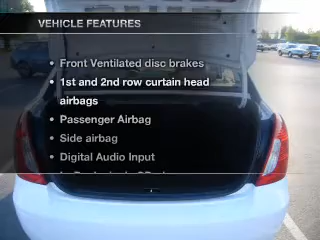 VEHICLE FEATURES
• Front Ventilated disc brakes
• 1st and 2nd row curtain head
airbags
• Passenger Airbag
• Side airbag
• Digital Audio Input